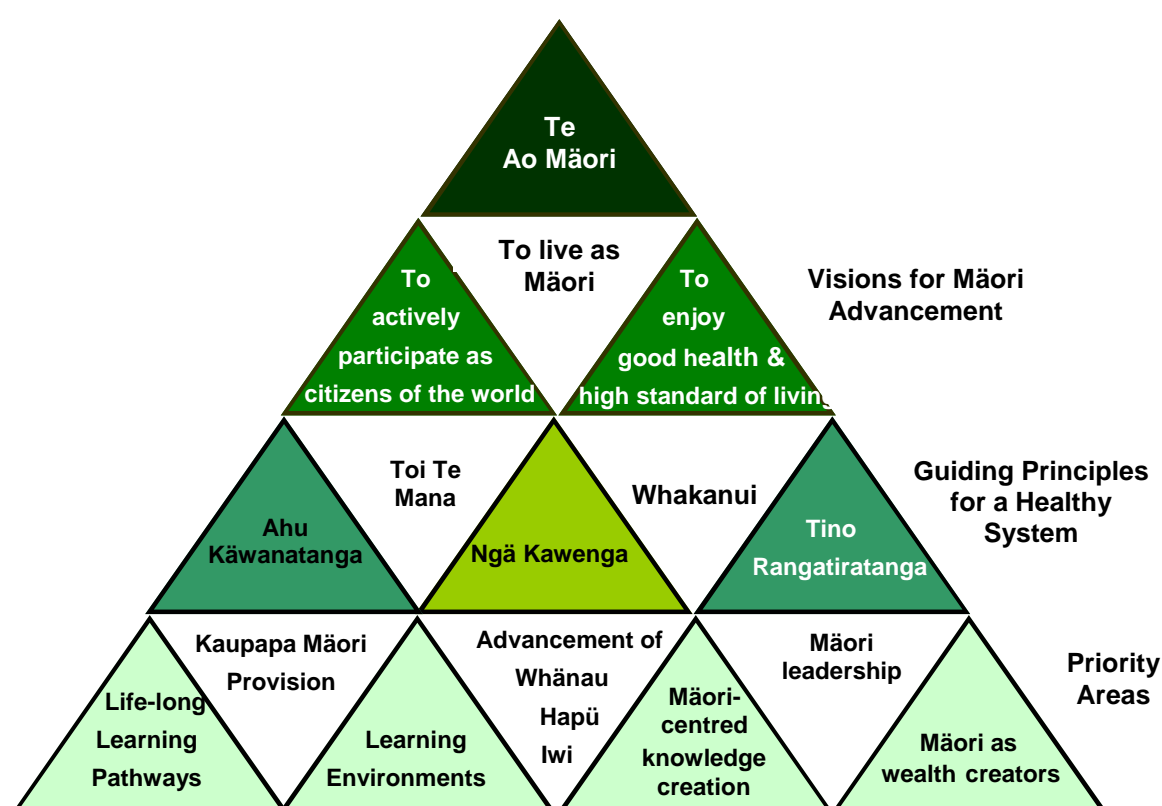 Te
Ao Mäori
To live as
Mäori
To
actively
participate as
citizens of the world
To
enjoy
good health &
high standard of living
Visions for Mäori
Advancement
Toi Te
Mana
Whakanui
Guiding Principles
for a Healthy
System
Ahu
Käwanatanga
Ngä Kawenga
Tino
Rangatiratanga
Kaupapa Mäori
Provision
Advancement of
Whänau
Hapü
Iwi
Mäori
leadership
Priority
Areas
Life-long
Learning
Pathways
Learning
Environments
Mäori-
centred
knowledge
creation
Mäori as
wealth creators